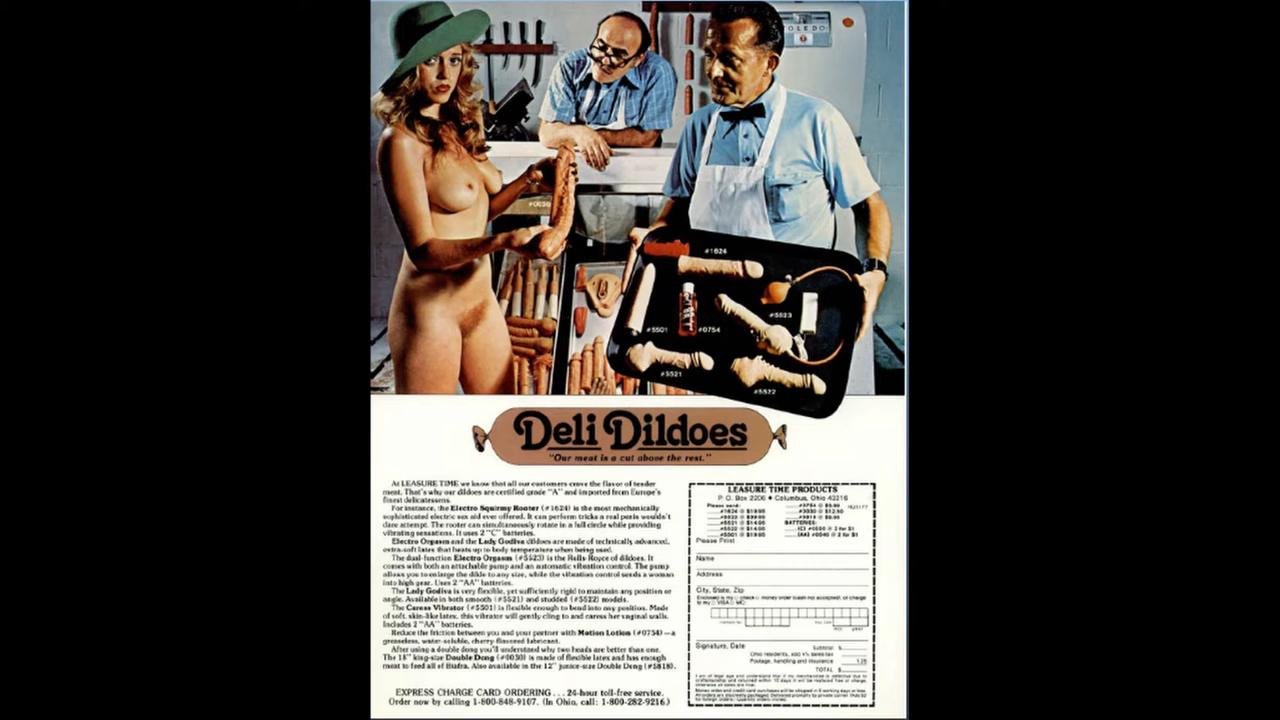 TOLEDO
#0030
#1624
#5523
#5501
#0754
#5521
#5522
Deli Dildoes
"Our meat is a cut above the rest."
At LEASURE TIME we know that all our customers crave the flavor of tender
meat. That's why our dildoes are certified grade "A" and imported from Europe's
finest delicatessens.
For instance, the Electro Squirmy Rooter (#1624) is the most mechanically
sophisticated electric sex aid ever offered. It can perform tricks a real penis wouldn't
dare attempt. The rooter can simultaneously rotate in a full circle while providing
vibrating sensations. It uses 2 "C" batteries.
Electro Orgasm and the Lady Godiva dildoes are made of technically advanced,
extra-soft latex that heats up to body temperature when being used.
The dual-function Electro Orgasm (#5523) is the Rolls-Royce of dildoes. It
comes with both an attachable pump and an automatic vibration control. The pump
allows you to enlarge the dildo to any size, while the vibration control sends a woman
into high gear. Uses 2 "AA" batteries.
The Lady Godiva is very flexible, yet sufficiently rigid to maintain any position or
angle. Available in both smooth (#5521) and studded (#5522) models.
The Caress Vibrator (#5501) is flexible enough to bend into any position. Made
of soft, skin-like latex, this vibrator will gently cling to and caress her vaginal walls.
Includes 2 "AA" batteries.
Reduce the friction between you and your partner with Motion Lotion (#0754)—a
greaseless, water-soluble, cherry-flavored lubricant.
After using a double dong you'll understand why two heads are better than one.
The 18" king-size Double Dong (#0030) is made of flexible latex and has enough
meat to feed all of Biafra. Also available in the 12" junior-size Double Dong (#5818).
EXPRESS CHARGE CARD ORDERING . . . 24-hour toll-free service.
Order now by calling 1-800-848-9107. (In Ohio, call: 1-800-282-9216.)
LEASURE TIME PRODUCTS
P.O. Box 2206 ♦ Columbus, Ohio 43216
Please send:
BATTERIES:
Please Print
Name
Address
City, State, Zip
Signature, Date
Subtotal $
Ohio residents, add 4% sales tax
Postage, handling and insurance 1.25
TOTAL $